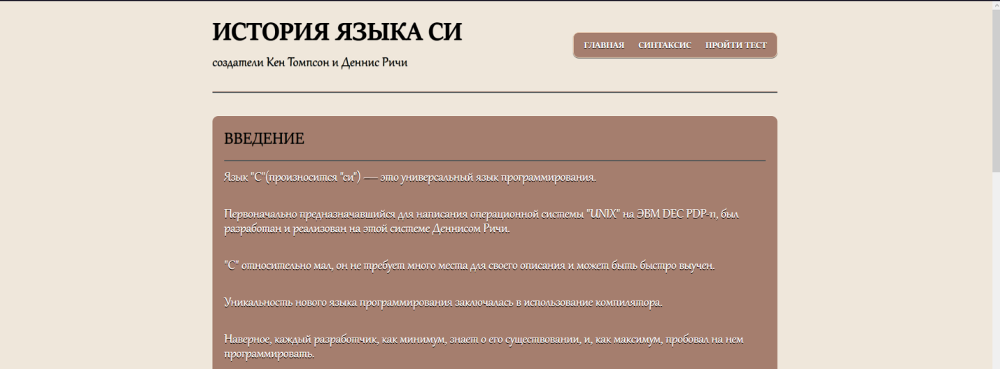 ИСТОРИЯ ЯЗЫКА СИ
создатели Кен Томпсон и Деннис Ричи
ГЛАВНАЯ СИНТАКСИС ПРОЙТИ ТЕСТ
ВВЕДЕНИЕ
Язык "С"(произносится "си") — это универсальный язык программирования.
Первоначально предназначавшийся для написания операционной системы "UNIX" на ЭВМ DEC PDP-11, был
разработан и реализован на этой системе Деннисом Ричи.
"С" относительно мал, он не требует много места для своего описания и может быть быстро выучен.
Уникальность нового языка программирования заключалась в использование компилятора.
Наверное, каждый разработчик, как минимум, знает о его существовании, и, как максимум, пробовал на нем
программировать.